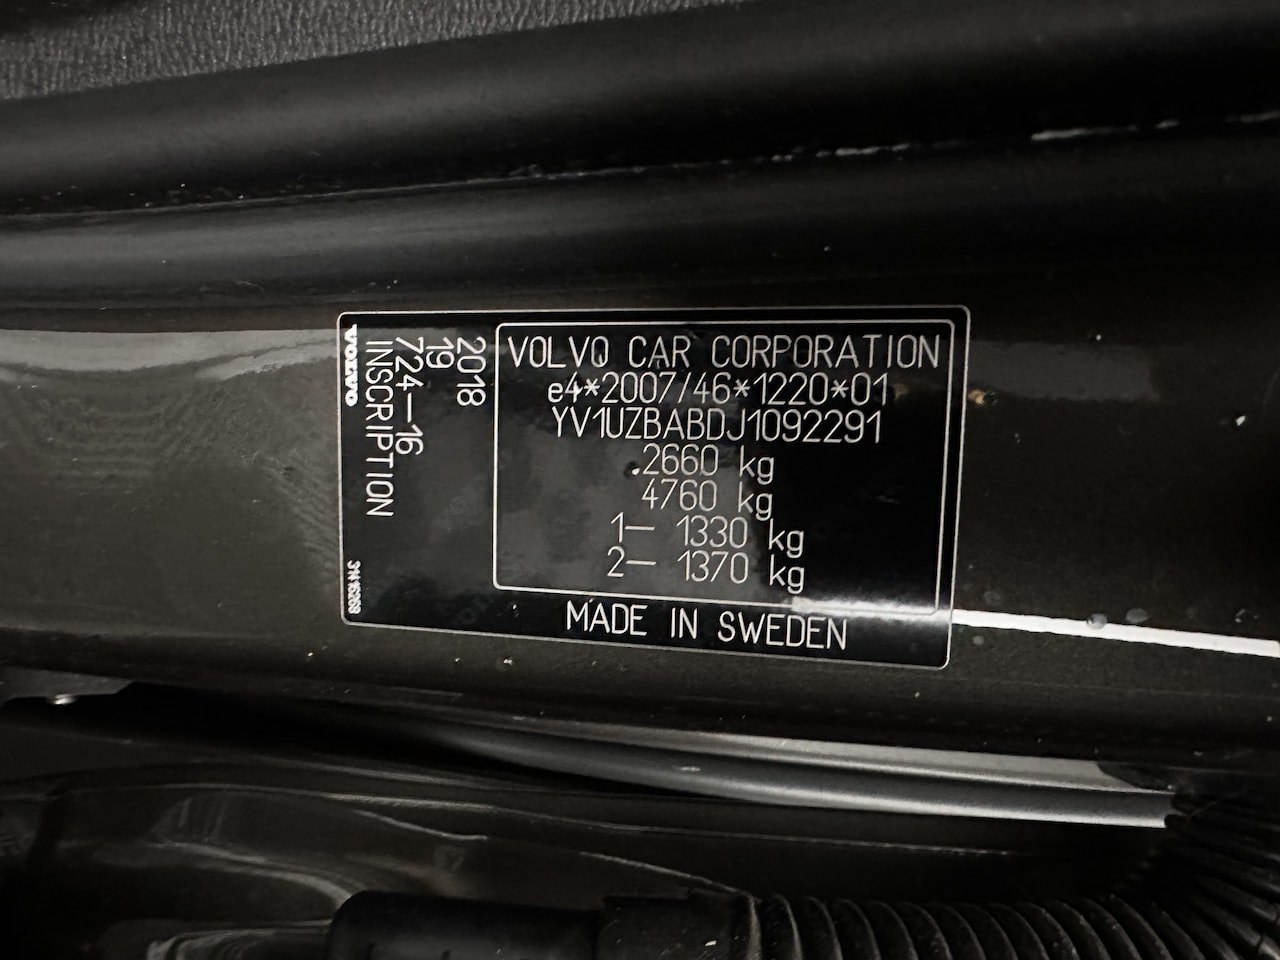 VOLVO CAR CORPORATION
e4*2007/46*1220*01
YV1UZBABDJ1092291
2660 kg
4760 kg
1– 1330 kg
2– 1370 kg
MADE IN SWEDEN
2018
19
724–16
INSCRIPTION
VOLVO